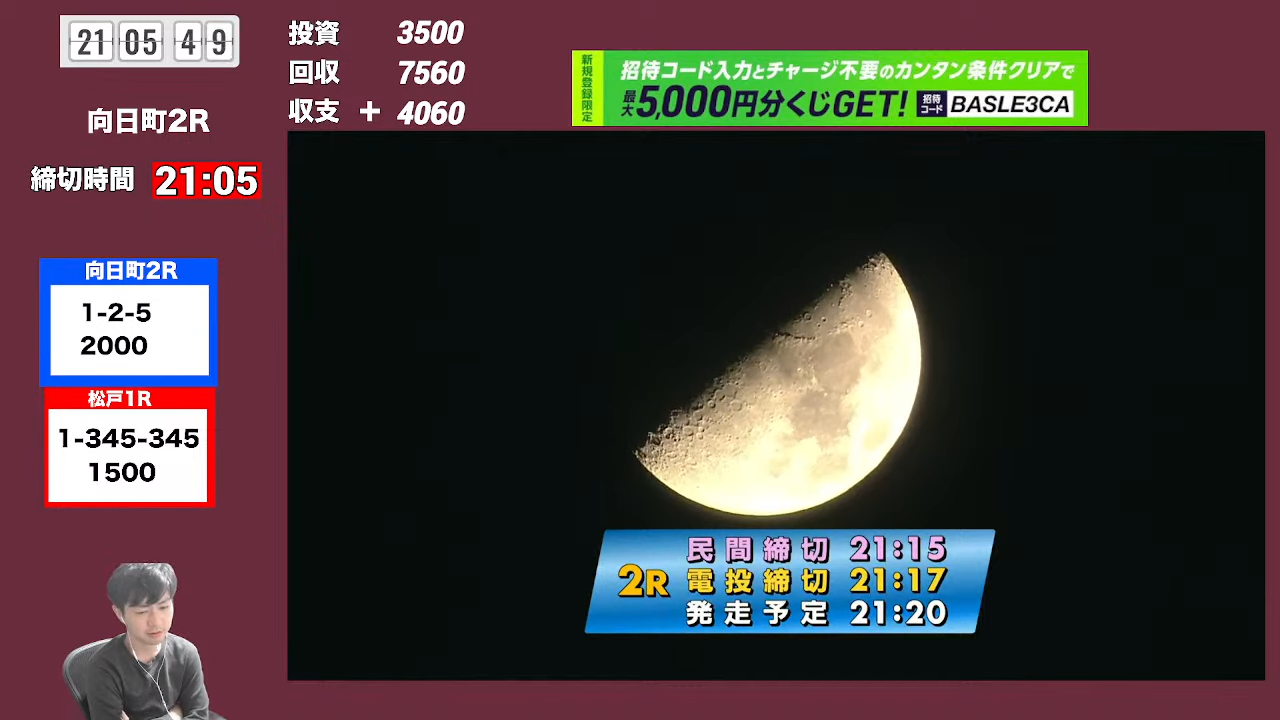 21 05 49
向日町2R
締切時間 21:05
投資 3500
回収 7560
収支 + 4060
新規登録限定
招待コード入力とチャージ不要のカンタン条件クリアで
最大5,000円分くじGET! 招待コード BASLE3CA
向日町2R
1-2-5
2000
松戸1R
1-345-345
1500
2R
民間締切 21:15
電投締切 21:17
発走予定 21:20